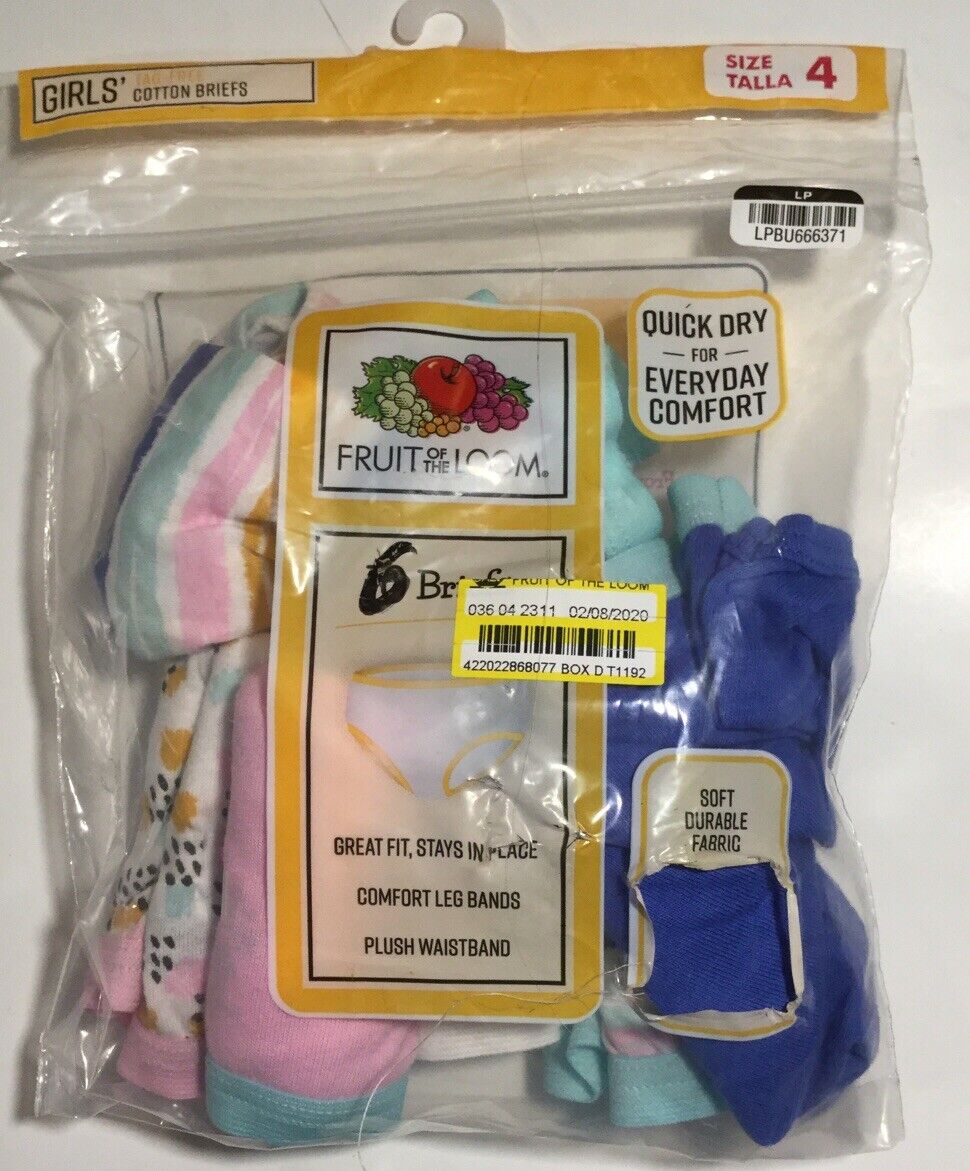 GIRLS' TAG-FREE
COTTON BRIEFS
SIZE
TALLA 4
LP
LPBU666371
QUICK DRY
— FOR —
EVERYDAY
COMFORT
FRUIT OF THE LOOM®
6
FRUIT OF THE LOOM
036 04 2311 02/08/2020
422022868077 BOX D T1192
GREAT FIT, STAYS IN PLACE
COMFORT LEG BANDS
PLUSH WAISTBAND
SOFT
DURABLE
FABRIC